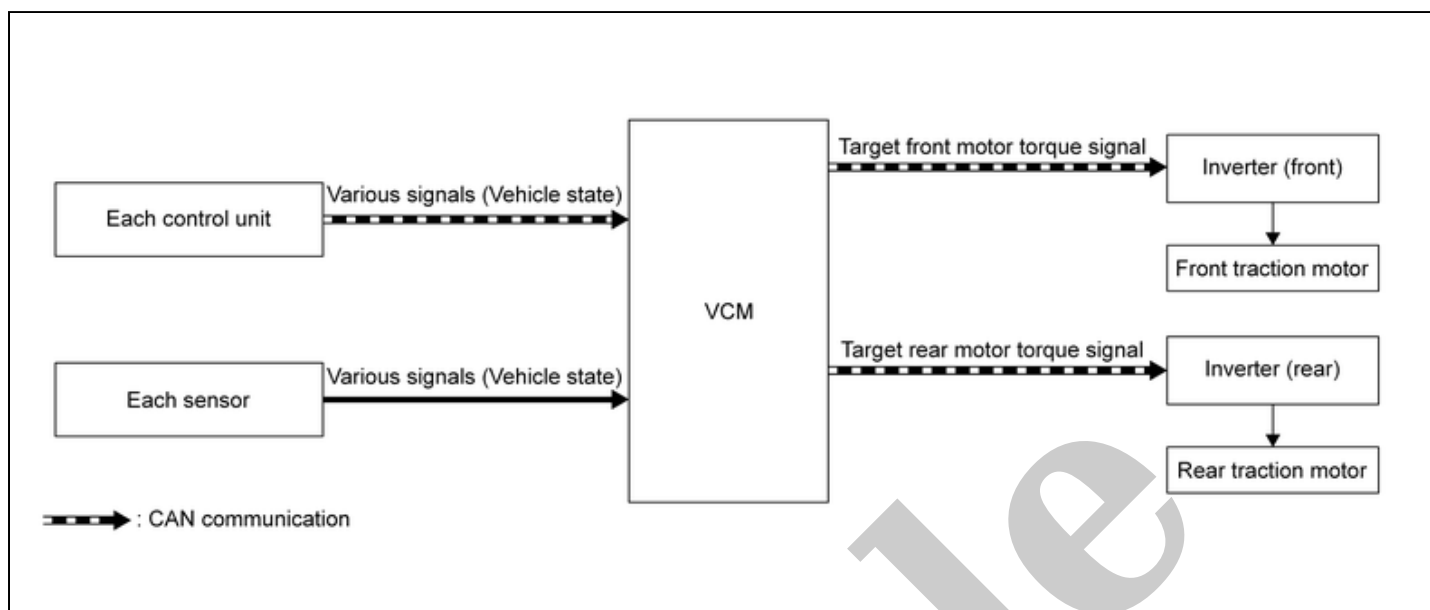 Target front motor torque signal
Inverter (front)
Various signals (Vehicle state)
Each control unit
Front traction motor
VCM
Target rear motor torque signal
Inverter (rear)
Various signals (Vehicle state)
Each sensor
Rear traction motor
: CAN communication
le